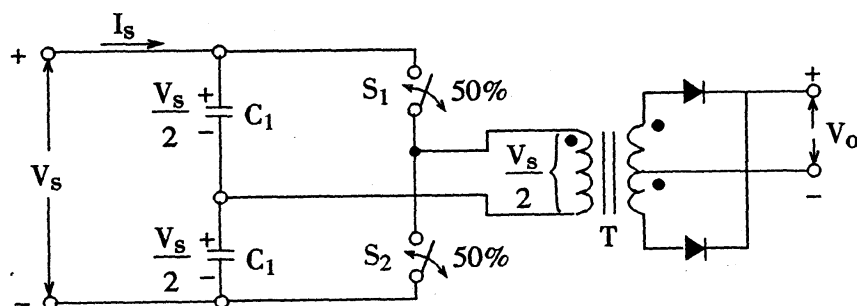 I_s
+
V_s/2 + − C_1
S_1 50%
V_s
V_s/2
T
+
V_o
−
V_s/2 + − C_1
S_2 50%
−